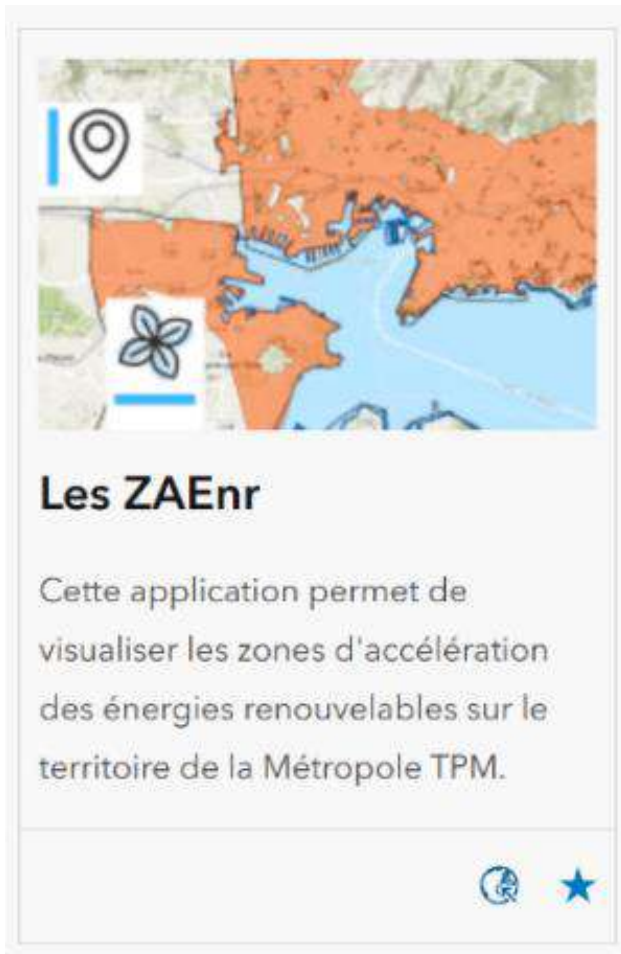 Les ZAEnr
Cette application permet de
visualiser les zones d'accélération
des énergies renouvelables sur le
territoire de la Métropole TPM.